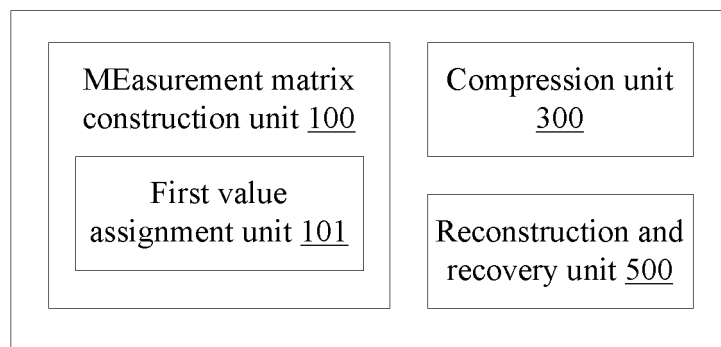 MEasurement matrix
construction unit 100
First value
assignment unit 101
Compression unit
300
Reconstruction and
recovery unit 500